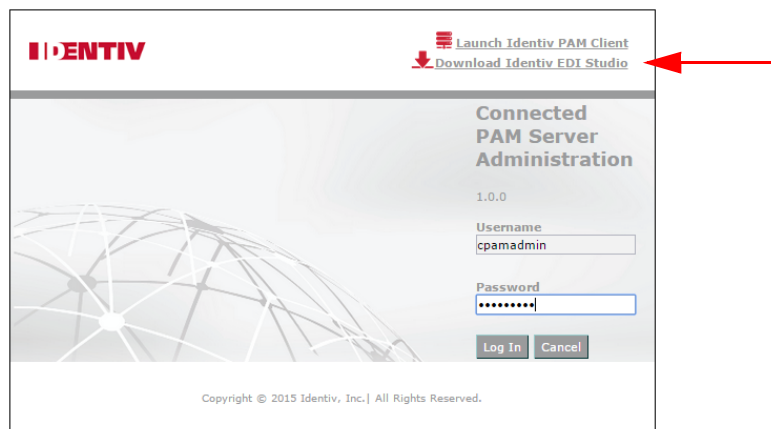 IDENTIV
Launch Identiv PAM Client
Download Identiv EDI Studio
Connected
PAM Server
Administration
1.0.0
Username
cpamadmin
Password
•••••••••
Log In
Cancel
Copyright © 2015 Identiv, Inc.| All Rights Reserved.